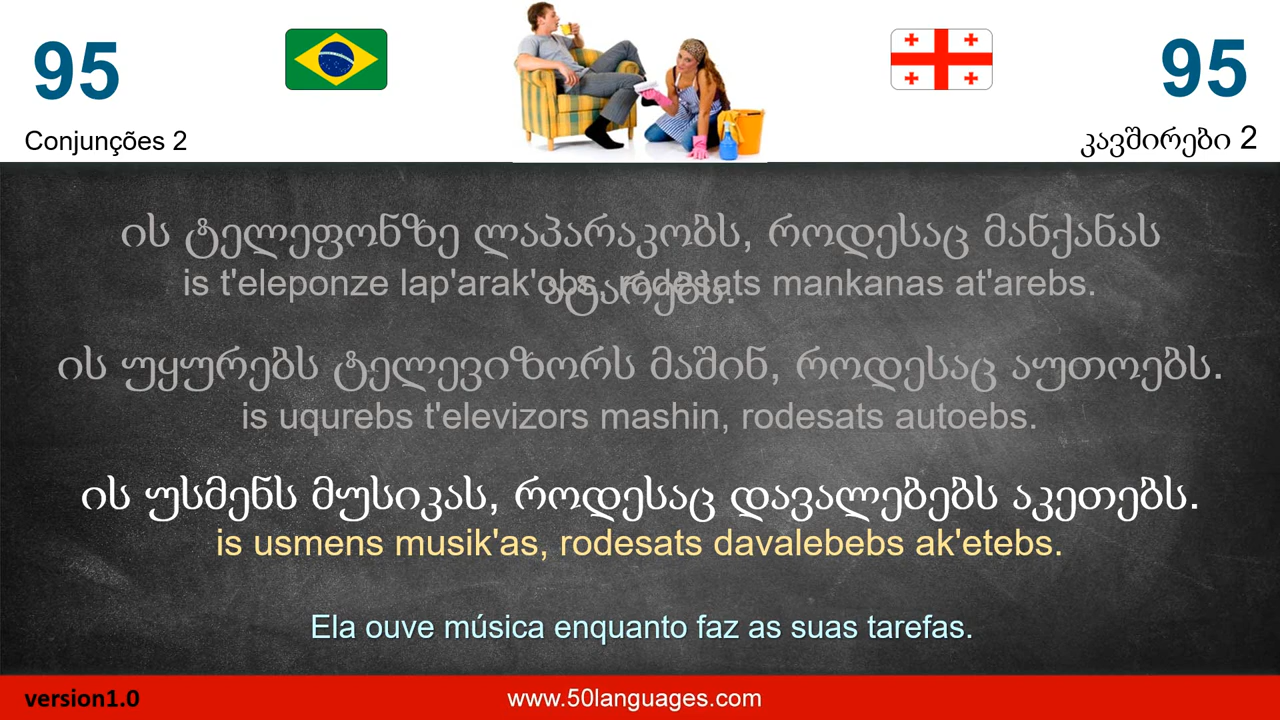 95
95
Conjunções 2
კავშირები 2
ის ტელეფონზე ლაპარაკობს, როდესაც მანქანას
ატარებს.
is t'eleponze lap'arak'obs, rodesats mankanas at'arebs.
ის უყურებს ტელევიზორს მაშინ, როდესაც აუთოებს.
is uqurebs t'elevizors mashin, rodesats autoebs.
ის უსმენს მუსიკას, როდესაც დავალებებს აკეთებს.
is usmens musik'as, rodesats davalebebs ak'etebs.
Ela ouve música enquanto faz as suas tarefas.
version1.0
www.50languages.com